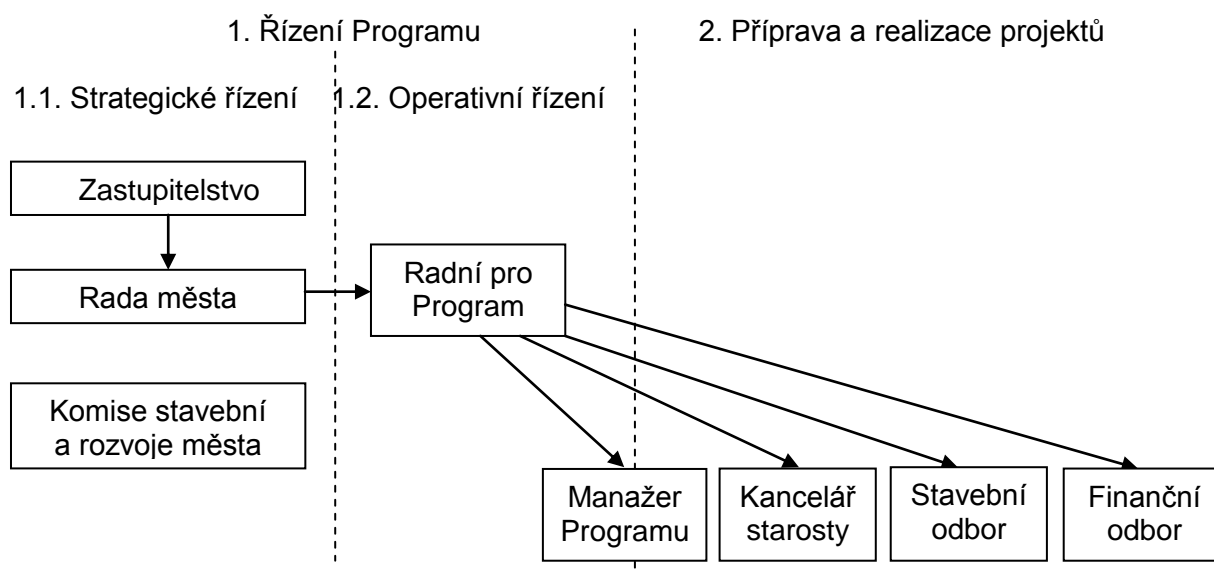 1. Řízení Programu
2. Příprava a realizace projektů
1.1. Strategické řízení
1.2. Operativní řízení
Zastupitelstvo
Rada města
Radní pro
Program
Komise stavební
a rozvoje města
Manažer
Programu
Kancelář
starosty
Stavební
odbor
Finanční
odbor